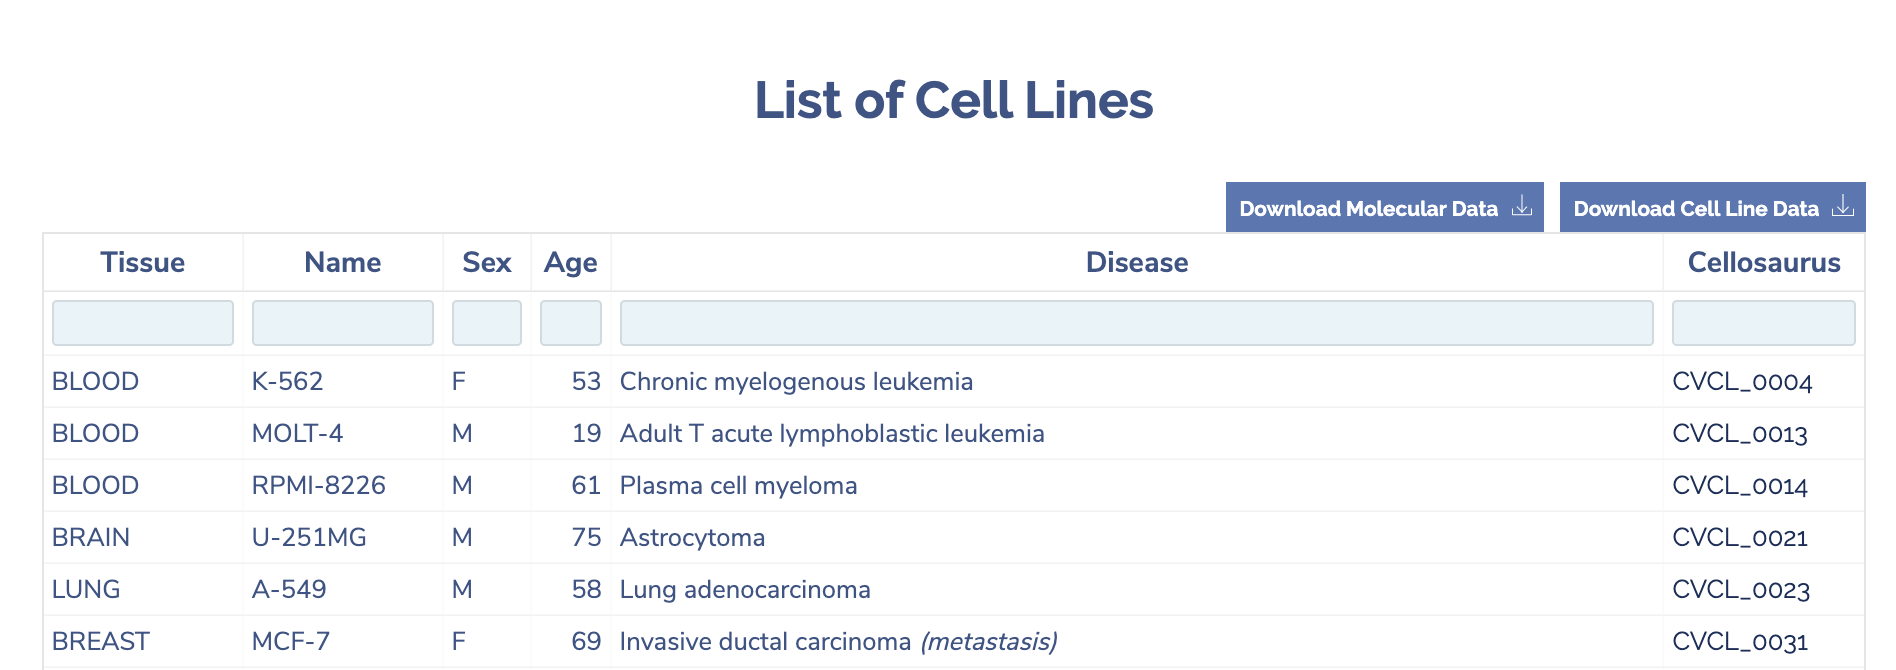 List of Cell Lines
Download Molecular Data Download Cell Line Data
Tissue Name Sex Age Disease Cellosaurus
BLOOD K-562 F 53 Chronic myelogenous leukemia CVCL_0004
BLOOD MOLT-4 M 19 Adult T acute lymphoblastic leukemia CVCL_0013
BLOOD RPMI-8226 M 61 Plasma cell myeloma CVCL_0014
BRAIN U-251MG M 75 Astrocytoma CVCL_0021
LUNG A-549 M 58 Lung adenocarcinoma CVCL_0023
BREAST MCF-7 F 69 Invasive ductal carcinoma (metastasis) CVCL_0031